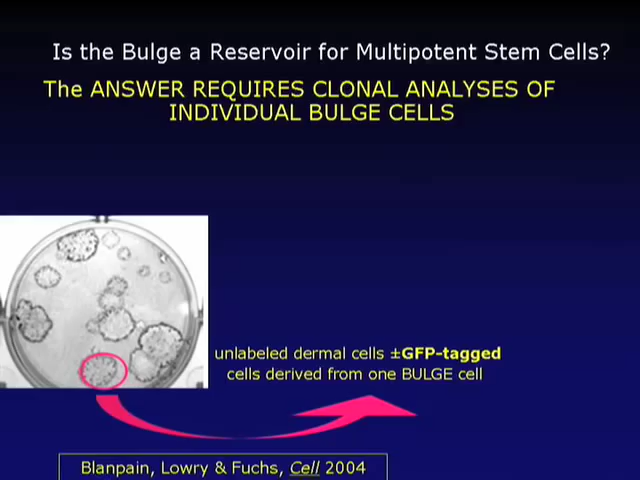 Is the Bulge a Reservoir for Multipotent Stem Cells?
The ANSWER REQUIRES CLONAL ANALYSES OF
INDIVIDUAL BULGE CELLS
unlabeled dermal cells ±GFP-tagged
cells derived from one BULGE cell
Blanpain, Lowry & Fuchs, Cell 2004